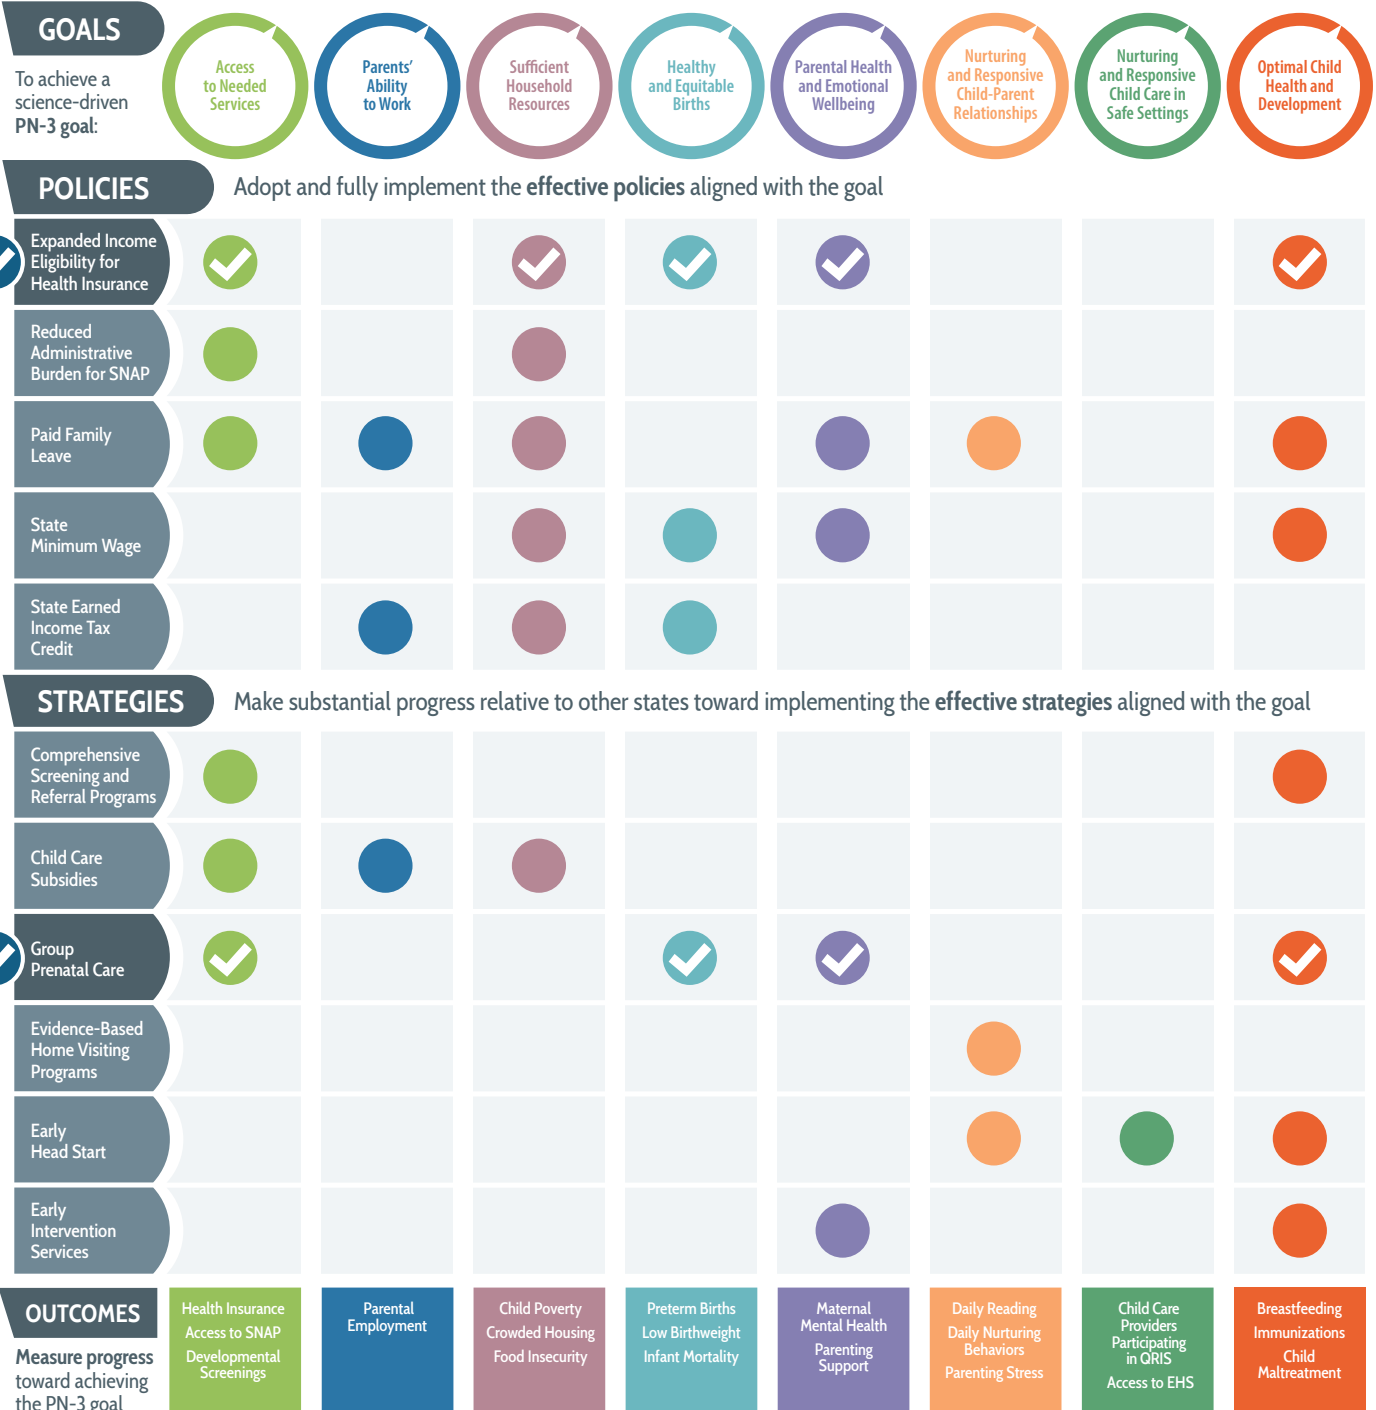 GOALS
To achieve a
science-driven
PN-3 goal:
Access
to Needed
Services
Parents’
Ability
to Work
Sufficient
Household
Resources
Healthy
and Equitable
Births
Parental Health
and Emotional
Wellbeing
Nurturing
and Responsive
Child-Parent
Relationships
Nurturing
and Responsive
Child Care in
Safe Settings
Optimal Child
Health and
Development
POLICIES
Adopt and fully implement the effective policies aligned with the goal
Expanded Income
Eligibility for
Health Insurance
Reduced
Administrative
Burden for SNAP
Paid Family
Leave
State
Minimum Wage
State Earned
Income Tax
Credit
STRATEGIES
Make substantial progress relative to other states toward implementing the effective strategies aligned with the goal
Comprehensive
Screening and
Referral Programs
Child Care
Subsidies
Group
Prenatal Care
Evidence-Based
Home Visiting
Programs
Early
Head Start
Early
Intervention
Services
OUTCOMES
Measure progress
toward achieving
the PN-3 goal
Health Insurance
Access to SNAP
Developmental
Screenings
Parental
Employment
Child Poverty
Crowded Housing
Food Insecurity
Preterm Births
Low Birthweight
Infant Mortality
Maternal
Mental Health
Parenting
Support
Daily Reading
Daily Nurturing
Behaviors
Parenting Stress
Child Care
Providers
Participating
in QRIS
Access to EHS
Breastfeeding
Immunizations
Child
Maltreatment